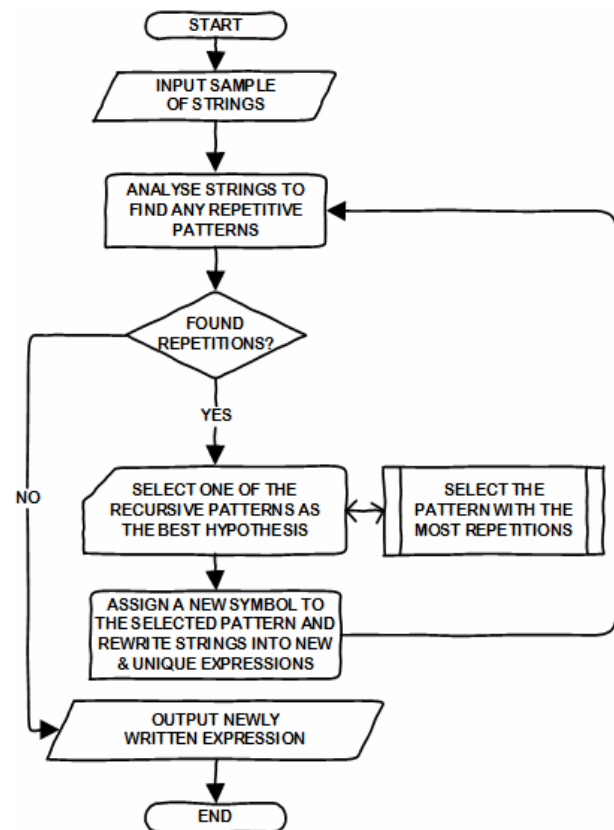 START
INPUT SAMPLE
OF STRINGS
ANALYSE STRINGS TO
FIND ANY REPETITIVE
PATTERNS
FOUND
REPETITIONS?
YES
NO
SELECT ONE OF THE
RECURSIVE PATTERNS AS
THE BEST HYPOTHESIS
SELECT THE
PATTERN WITH THE
MOST REPETITIONS
ASSIGN A NEW SYMBOL TO
THE SELECTED PATTERN AND
REWRITE STRINGS INTO NEW
& UNIQUE EXPRESSIONS
OUTPUT NEWLY
WRITTEN EXPRESSION
END